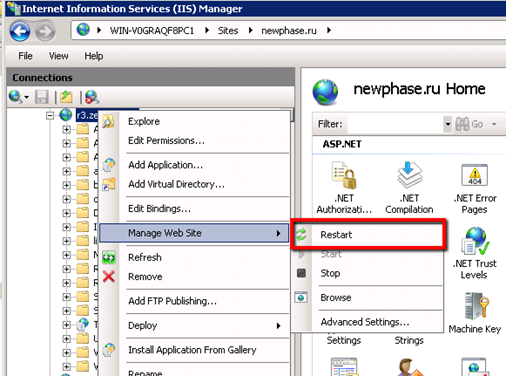 Internet Information Services (IIS) Manager
WIN-V0GRAQF8PC1 Sites newphase.ru
File View Help
Connections
r3.ze
Explore
Edit Permissions...
Add Application...
Add Virtual Directory...
Edit Bindings...
Manage Web Site
Refresh
Remove
Add FTP Publishing...
Deploy
Install Application From Gallery
Rename
Restart
Start
Stop
Browse
Advanced Settings...
newphase.ru Home
Filter: Go
ASP.NET
.NET Authorizati...
.NET Compilation
404
.NET Error Pages
.NET Trust Levels
Settings
Strings
Machine Key